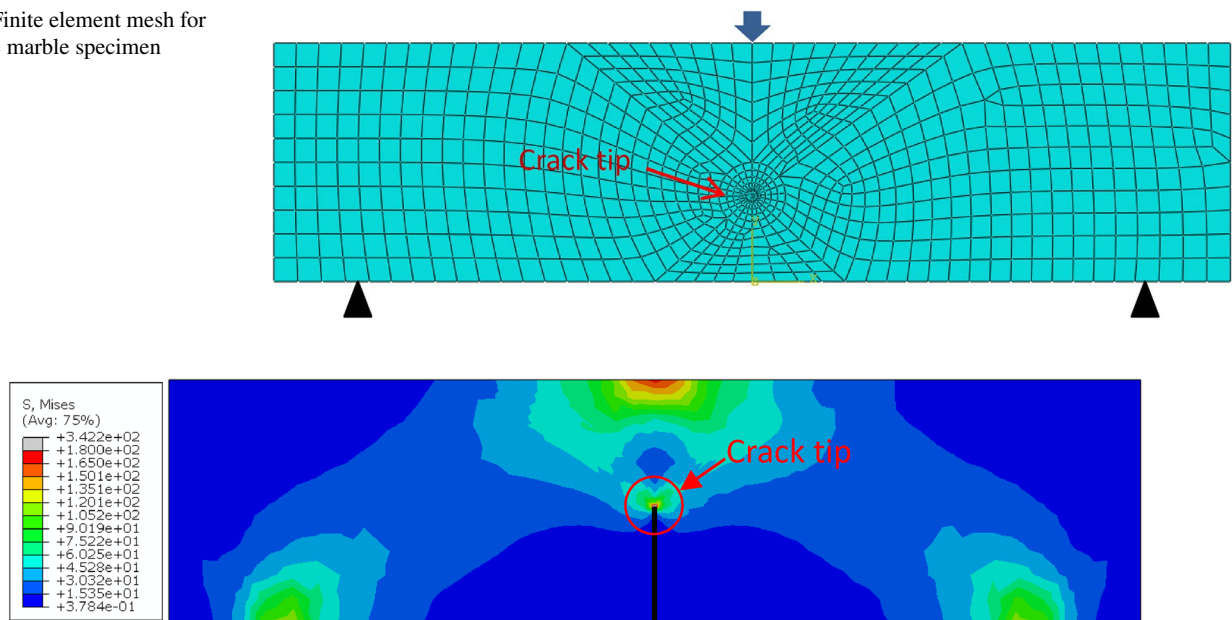 Finite element mesh for
marble specimen
Crack tip
S, Mises
(Avg: 75%)
+3.422e+02
+1.800e+02
+1.650e+02
+1.501e+02
+1.351e+02
+1.201e+02
+1.052e+02
+9.019e+01
+7.522e+01
+6.025e+01
+4.528e+01
+3.032e+01
+1.535e+01
+3.784e-01
Crack tip